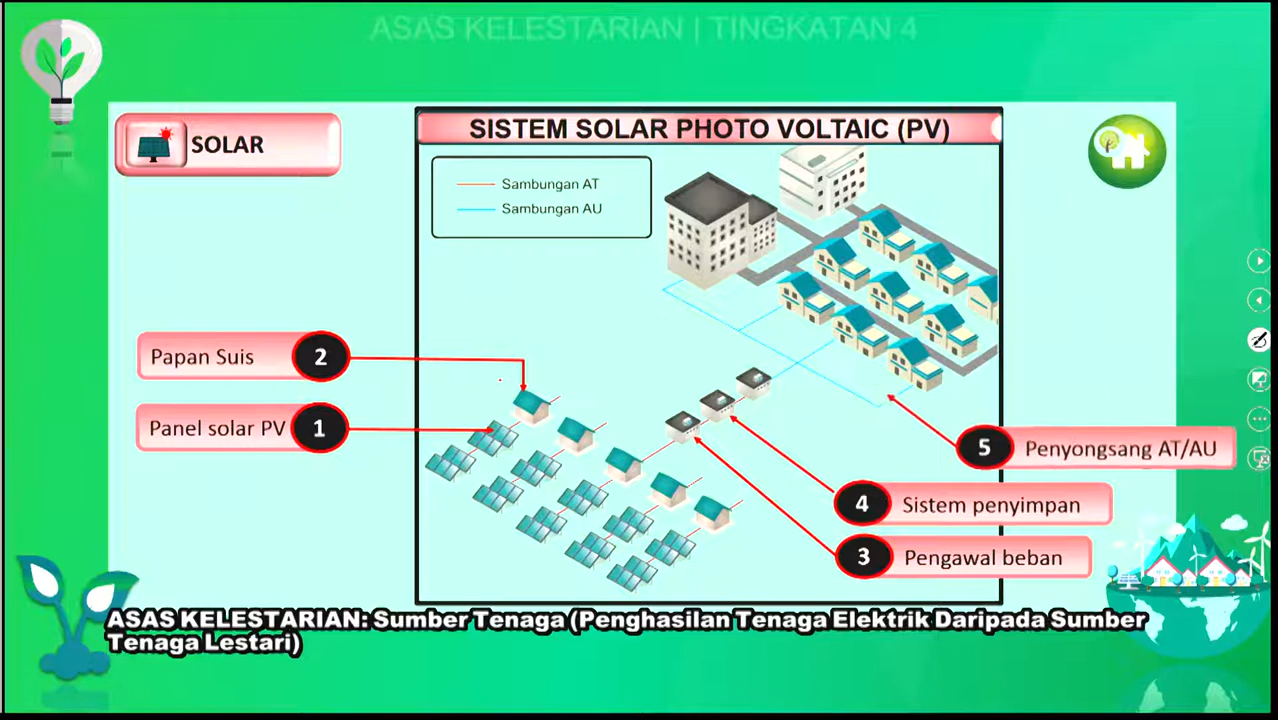 ASAS KELESTARIAN | TINGKATAN 4
SOLAR
SISTEM SOLAR PHOTO VOLTAIC (PV)
Sambungan AT
Sambungan AU
Papan Suis
2
Panel solar PV
1
5
Penyongsang AT/AU
4
Sistem penyimpan
3
Pengawal beban
ASAS KELESTARIAN: Sumber Tenaga (Penghasilan Tenaga Elektrik Daripada Sumber
Tenaga Lestari)